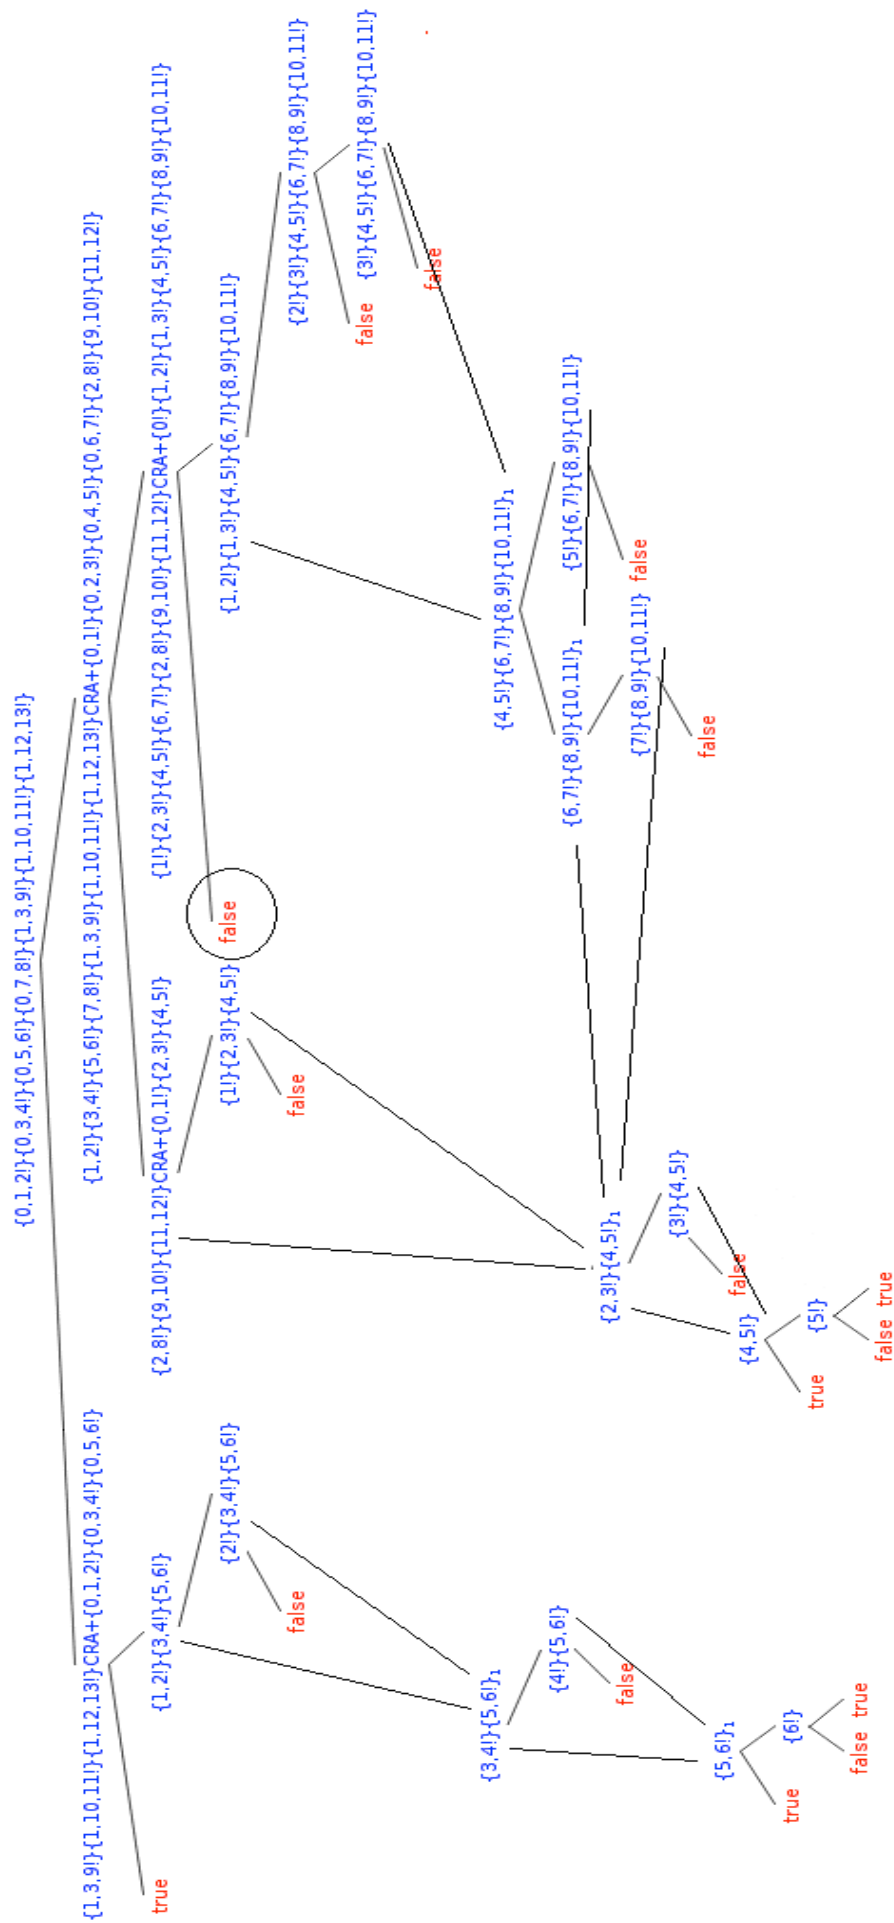 {0,1,2!}{0,3,4!}{0,5,6!}{0,7,8!}{1,3,9!}{1,10,11!}{1,12,13!}
{1,3,9!}{1,10,11!}{1,12,13!}CRA+{0,1,2!}{0,3,4!}{0,5,6!}
{1,2!}{3,4!}{5,6!}{7,8!}{1,3,9!}{1,10,11!}{1,12,13!}CRA+{0,1!}{0,2,3!}{0,4,5!}{0,6,7!}{2,8!}{9,10!}{11,12!}
true
{1,2!}{3,4!}{5,6!}
{2,8!}{9,10!}{11,12!}CRA+{0,1!}{2,3!}{4,5!}
{1!}{2,3!}{4,5!}{6,7!}{2,8!}{9,10!}{11,12!}CRA+{0!}{1,2!}{1,3!}{4,5!}{6,7!}{8,9!}{10,11!}
{2!}{3,4!}{5,6!}
{1!}{2,3!}{4,5!}
false
{1,2!}{1,3!}{4,5!}{6,7!}{8,9!}{10,11!}
false
false
{2!}{3!}{4,5!}{6,7!}{8,9!}{10,11!}
false
{3!}{4,5!}{6,7!}{8,9!}{10,11!}
false
{3,4!}{5,6!}₁
{4,5!}{6,7!}{8,9!}{10,11!}₁
{4!}{5,6!}
{6,7!}{8,9!}{10,11!}₁
{5!}{6,7!}{8,9!}{10,11!}
false
{2,3!}{4,5!}₁
{7!}{8,9!}{10,11!}
false
{3!}{4,5!}
false
{5,6!}₁
{4,5!}
false
true
{6!}
true
{5!}
false
true
false
true